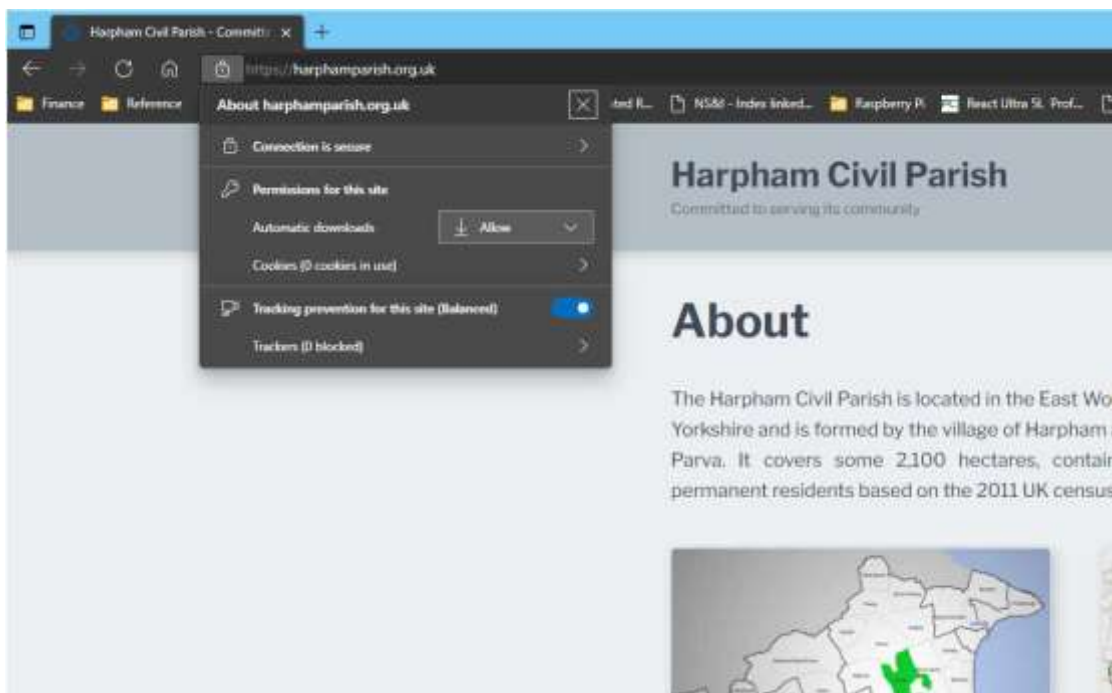 Harpham Civil Parish - Committ
https://harphamparish.org.uk
Finance Reference ted R... NS&I - Index linked... Raspberry Pi React Ultra SL Prof...
About harphamparish.org.uk
Connection is secure
Permissions for this site
Automatic downloads Allow
Cookies (0 cookies in use)
Tracking prevention for this site (Balanced)
Trackers (0 blocked)
Harpham Civil Parish
Committed to serving its community
About
The Harpham Civil Parish is located in the East Wo
Yorkshire and is formed by the village of Harpham
Parva. It covers some 2,100 hectares, contain
permanent residents based on the 2011 UK census